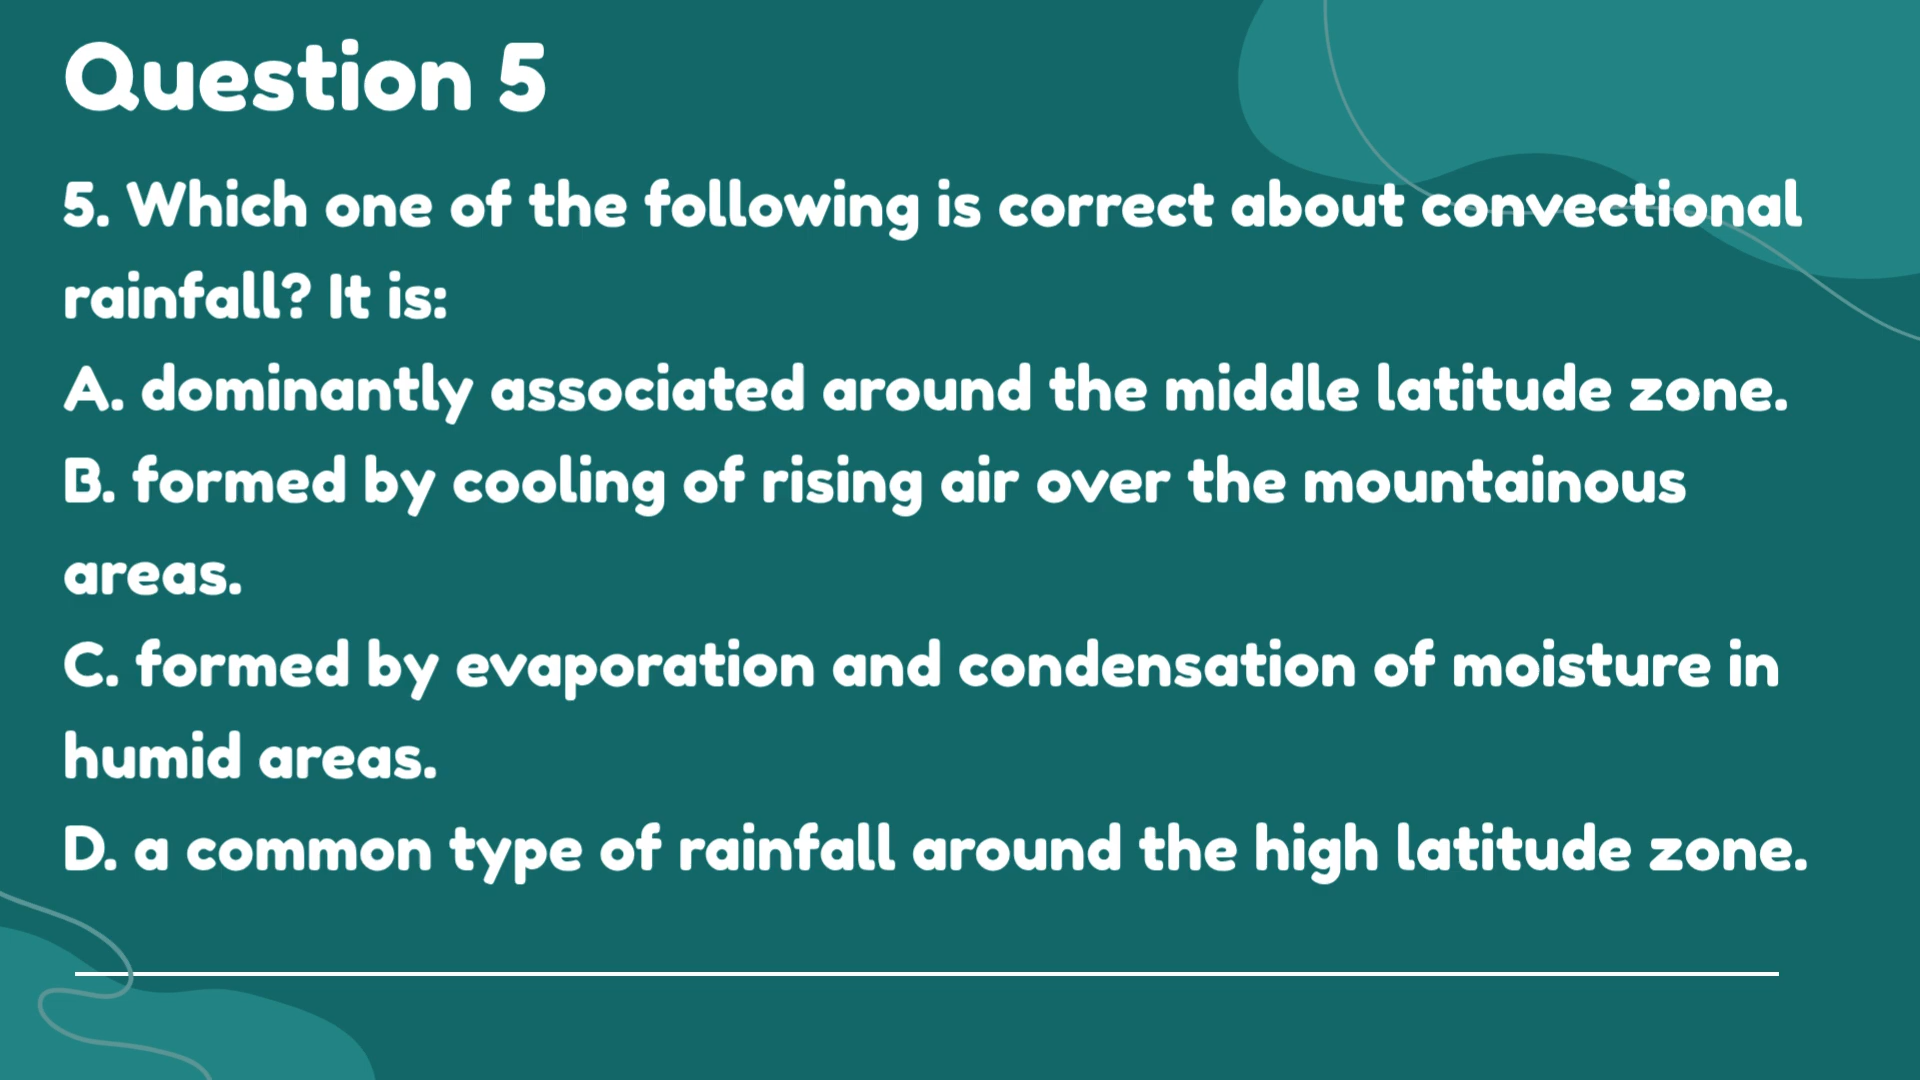 Question 5
5. Which one of the following is correct about convectional
rainfall? It is:
A. dominantly associated around the middle latitude zone.
B. formed by cooling of rising air over the mountainous
areas.
C. formed by evaporation and condensation of moisture in
humid areas.
D. a common type of rainfall around the high latitude zone.